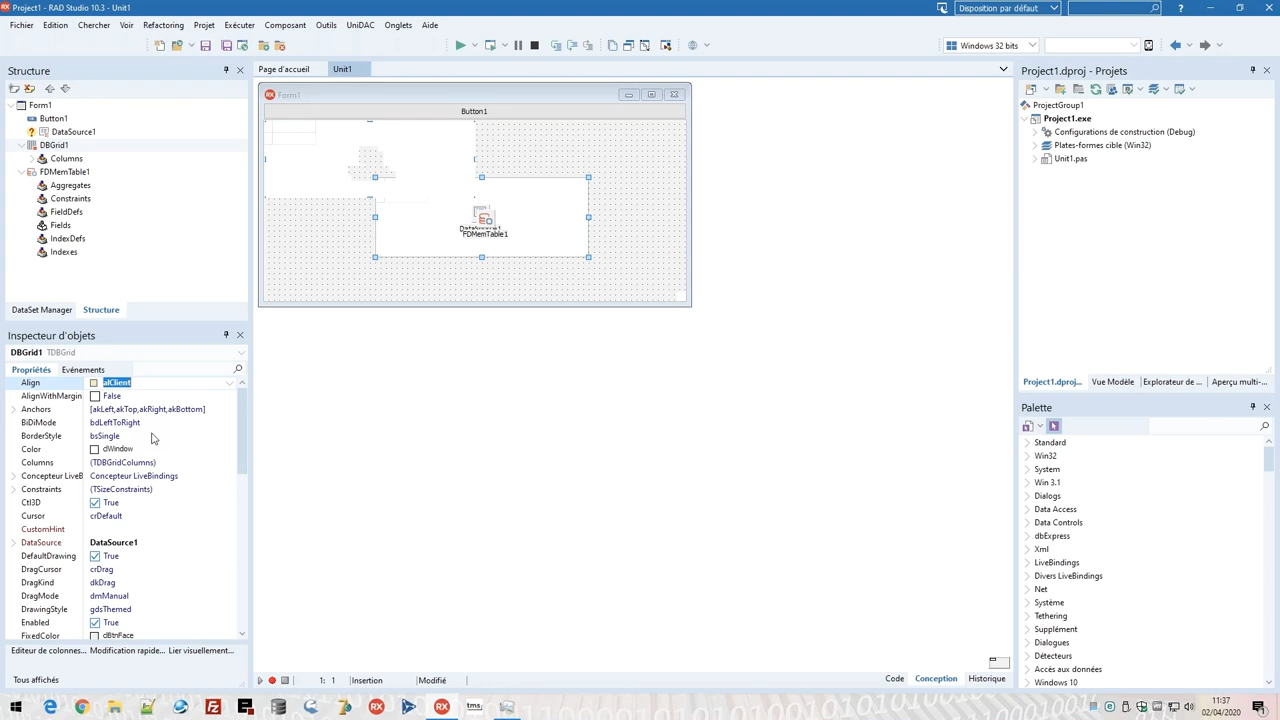 Project1 - RAD Studio 10.3 - Unit1
Disposition par défaut
Fichier Edition Chercher Voir Refactoring Projet Exécuter Composant Outils UniDAC Onglets Aide
Windows 32 bits
Structure
Form1
Button1
DataSource1
DBGrid1
Columns
FDMemTable1
Aggregates
Constraints
FieldDefs
Fields
IndexDefs
Indexes
DataSet Manager Structure
Inspecteur d'objets
DBGrid1 TDBGrid
Propriétés Evénements
Align alClient
AlignWithMargin False
Anchors [akLeft,akTop,akRight,akBottom]
BiDiMode bdLeftToRight
BorderStyle bsSingle
Color clWindow
Columns (TDBGridColumns)
Concepteur LiveB Concepteur LiveBindings
Constraints (TSizeConstraints)
Ctl3D True
Cursor crDefault
CustomHint
DataSource DataSource1
DefaultDrawing True
DragCursor crDrag
DragKind dkDrag
DragMode dmManual
DrawingStyle gdsThemed
Enabled True
FixedColor clBtnFace
Editeur de colonnes... Modification rapide... Lier visuellement...
Tous affichés
Page d'accueil Unit1
Form1
Button1
FDMemTable1
1: 1 Insertion Modifié
Code Conception Historique
Project1.dproj - Projets
ProjectGroup1
Project1.exe
Configurations de construction (Debug)
Plates-formes cible (Win32)
Unit1.pas
Project1.dproj... Vue Modèle Explorateur de ... Aperçu multi-...
Palette
Standard
Win32
System
Win 3.1
Dialogs
Data Access
Data Controls
dbExpress
Xml
LiveBindings
Divers LiveBindings
Net
Système
Tethering
Supplément
Dialogues
Détecteurs
Accès aux données
Windows 10
tms
11:37
02/04/2020